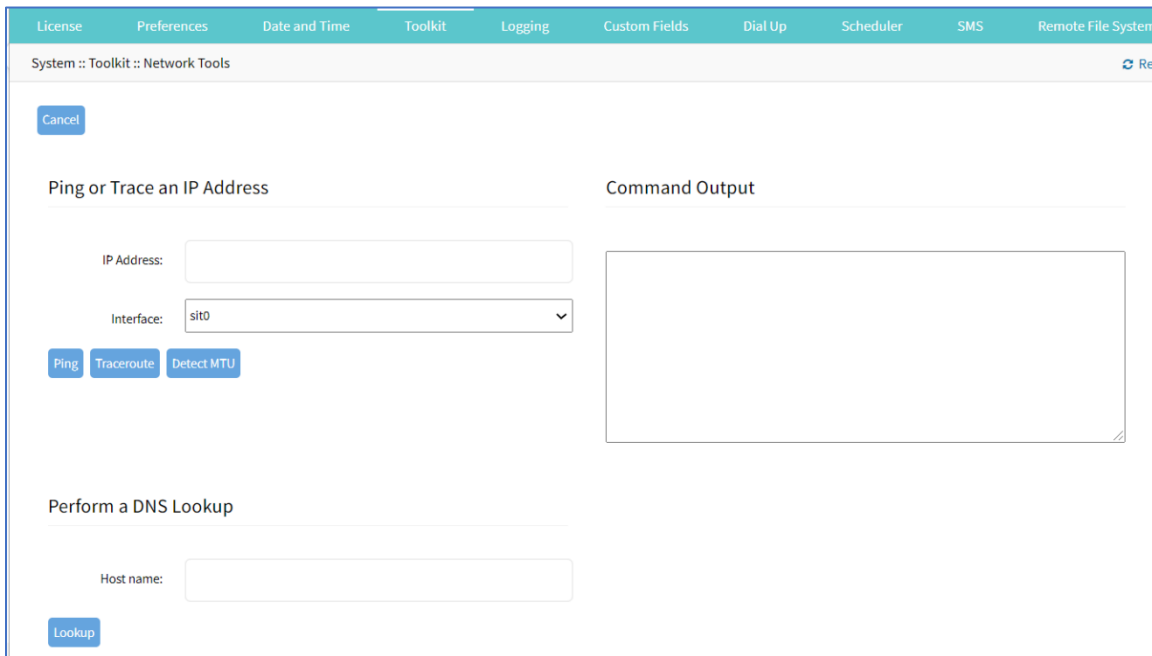 License Preferences Date and Time Toolkit Logging Custom Fields Dial Up Scheduler SMS Remote File System
System :: Toolkit :: Network Tools Re
Cancel
Ping or Trace an IP Address
IP Address:
Interface: sit0
Ping Traceroute Detect MTU
Command Output
Perform a DNS Lookup
Host name:
Lookup